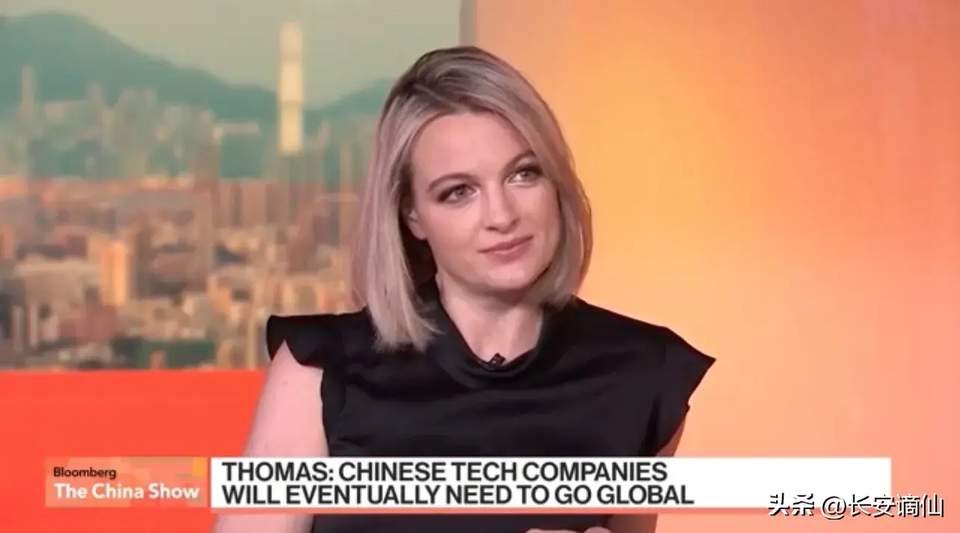 Bloomberg
The China Show
THOMAS: CHINESE TECH COMPANIES
WILL EVENTUALLY NEED TO GO GLOBAL
头条 @长安谪仙